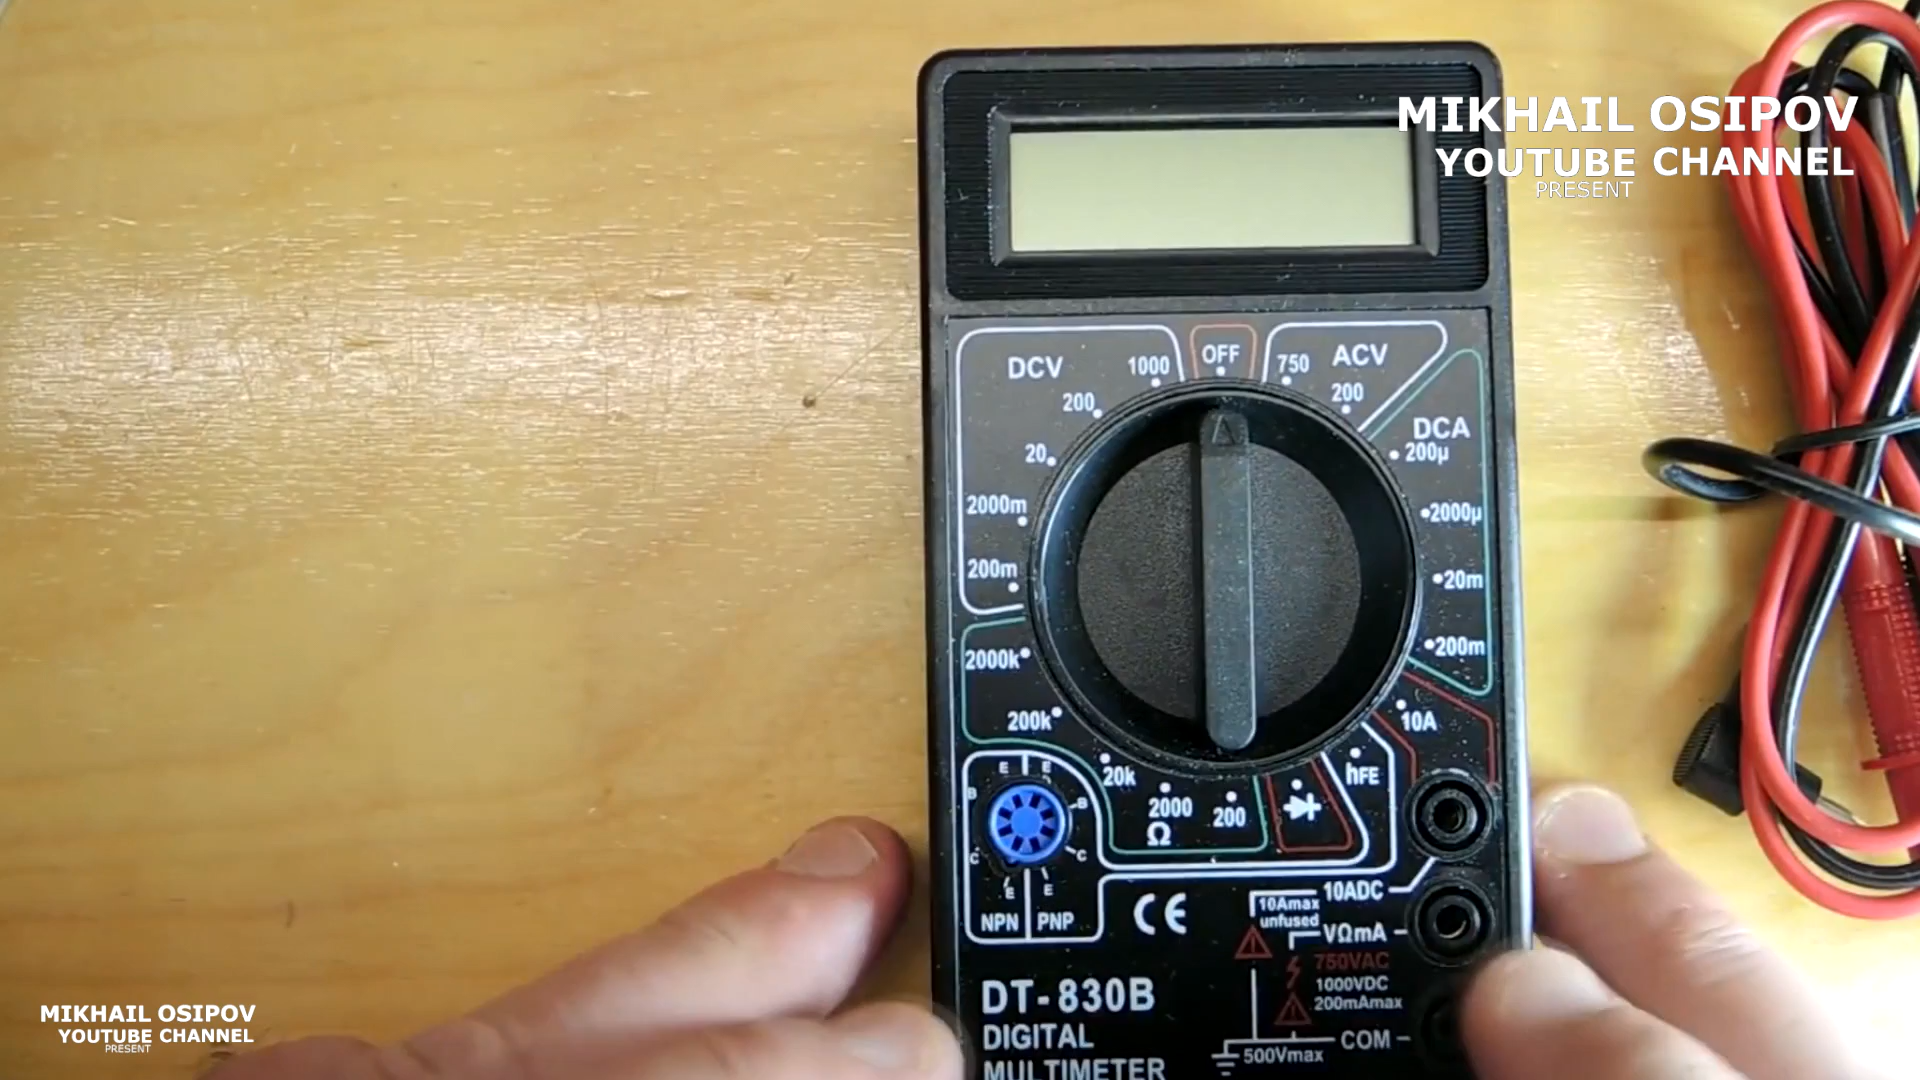 MIKHAIL OSIPOV
YOUTUBE CHANNEL
PRESENT
DCV
1000
OFF
750
ACV
200
200
20
2000m
200m
DCA
200µ
2000µ
20m
200m
10A
2000k
200k
20k
2000
Ω
200
hFE
E E
B B
C C
E E
NPN PNP
CE
10ADC
10Amax
unfused
VΩmA
750VAC
1000VDC
200mAmax
COM
500Vmax
DT-830B
DIGITAL
MULTIMETER
MIKHAIL OSIPOV
YOUTUBE CHANNEL
PRESENT